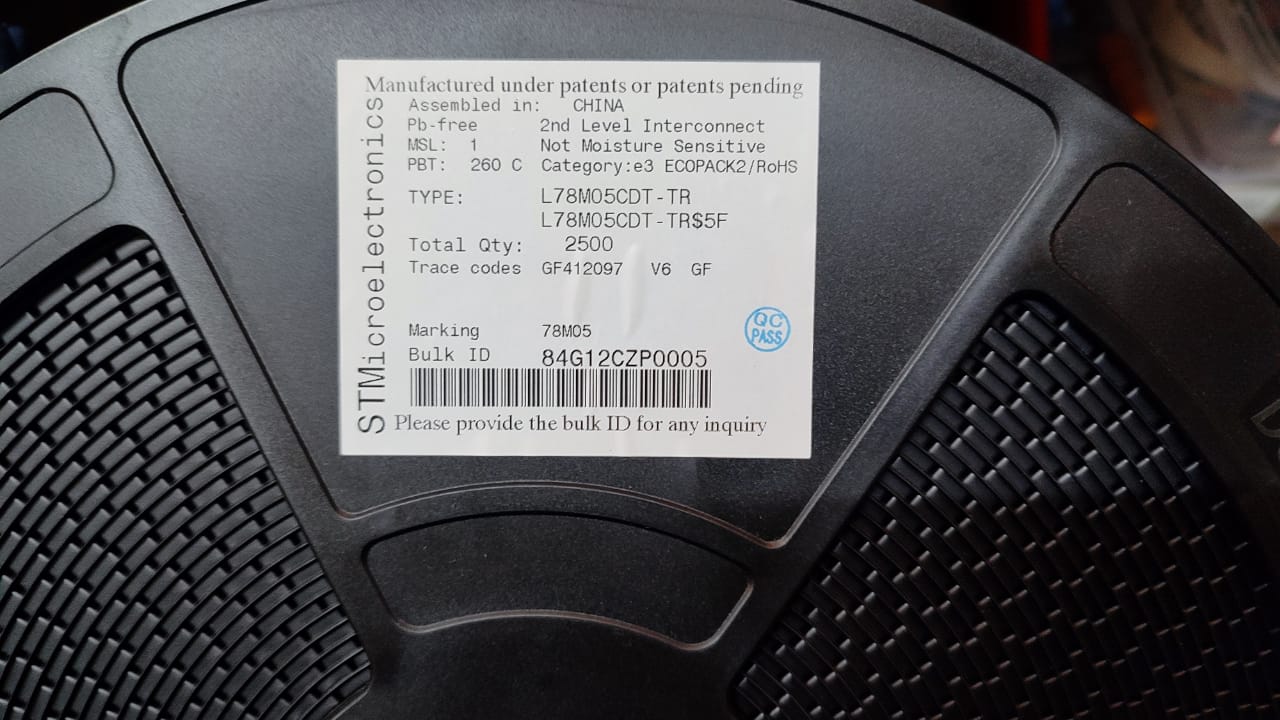 Manufactured under patents or patents pending
STMicroelectronics
Assembled in: CHINA
Pb-free 2nd Level Interconnect
MSL: 1 Not Moisture Sensitive
PBT: 260 C Category:e3 ECOPACK2/RoHS
TYPE: L78M05CDT-TR
L78M05CDT-TR$5F
Total Qty: 2500
Trace codes GF412097 V6 GF
QC
PASS
Marking 78M05
Bulk ID 84G12CZP0005
Please provide the bulk ID for any inquiry